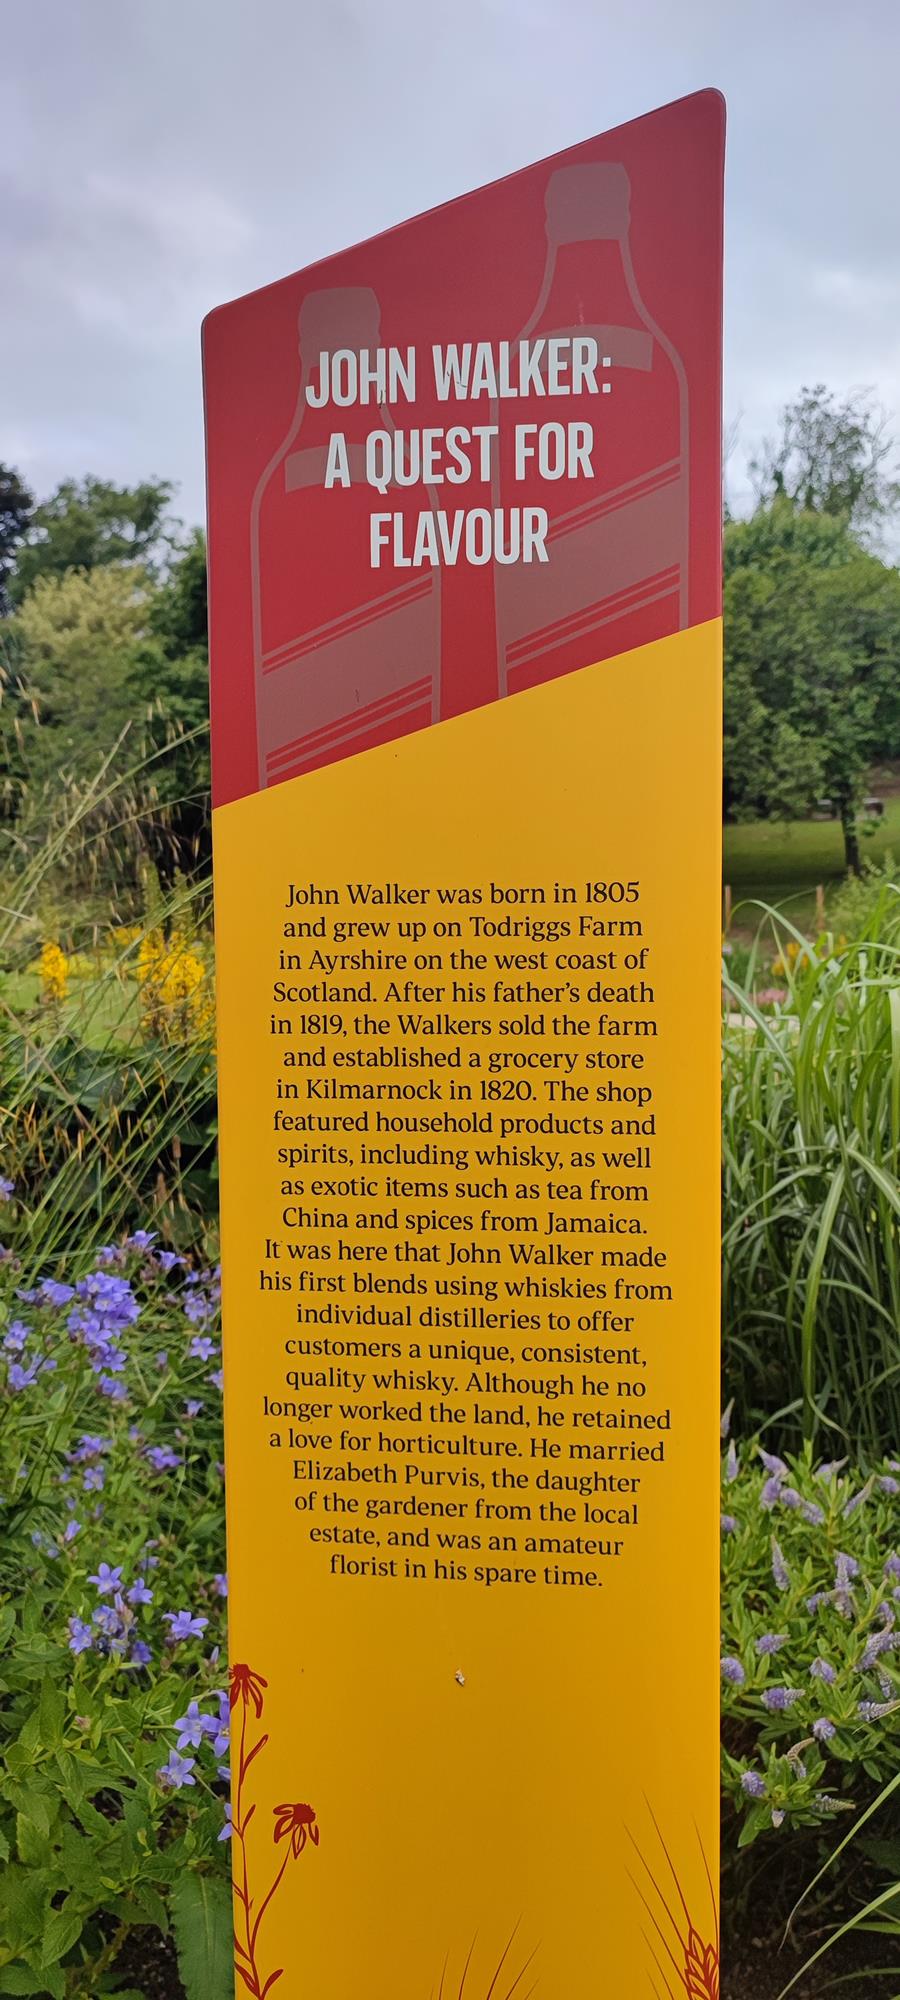 JOHN WALKER:
A QUEST FOR
FLAVOUR
John Walker was born in 1805
and grew up on Todriggs Farm
in Ayrshire on the west coast of
Scotland. After his father’s death
in 1819, the Walkers sold the farm
and established a grocery store
in Kilmarnock in 1820. The shop
featured household products and
spirits, including whisky, as well
as exotic items such as tea from
China and spices from Jamaica.
It was here that John Walker made
his first blends using whiskies from
individual distilleries to offer
customers a unique, consistent,
quality whisky. Although he no
longer worked the land, he retained
a love for horticulture. He married
Elizabeth Purvis, the daughter
of the gardener from the local
estate, and was an amateur
florist in his spare time.